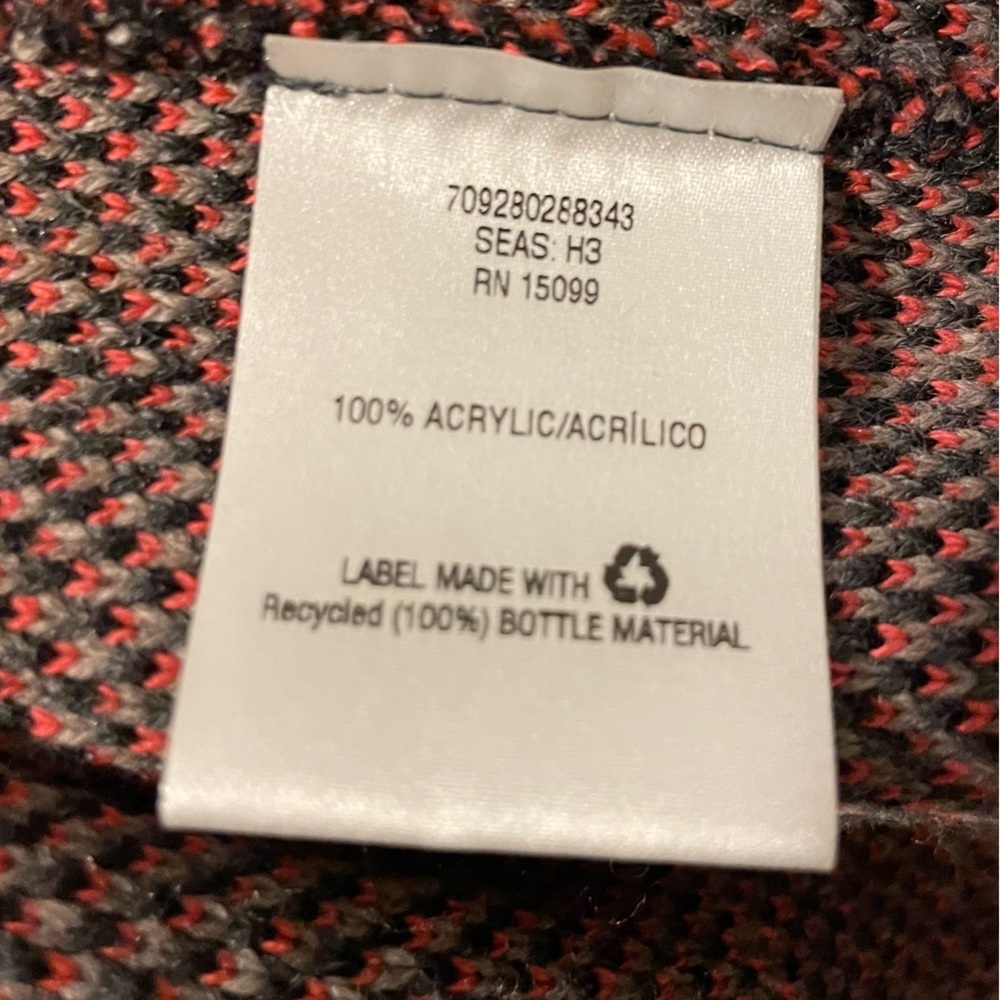 709280288343
SEAS: H3
RN 15099
100% ACRYLIC/ACRÍLICO
LABEL MADE WITH
Recycled (100%) BOTTLE MATERIAL